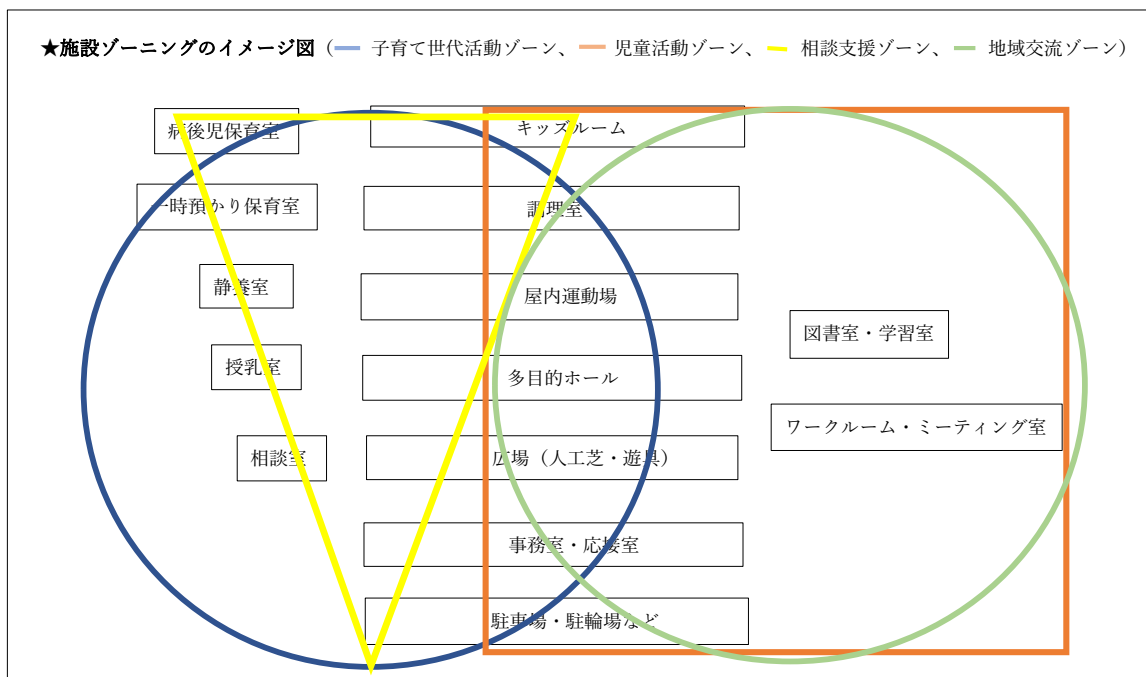 ★施設ゾーニングのイメージ図（ー 子育て世代活動ゾーン、ー 児童活動ゾーン、ー 相談支援ゾーン、ー 地域交流ゾーン）
病後児保育室
キッズルーム
一時預かり保育室
調理室
静養室
屋内運動場
図書室・学習室
授乳室
多目的ホール
ワークルーム・ミーティング室
相談室
広場（人工芝・遊具）
事務室・応接室
駐車場・駐輪場など